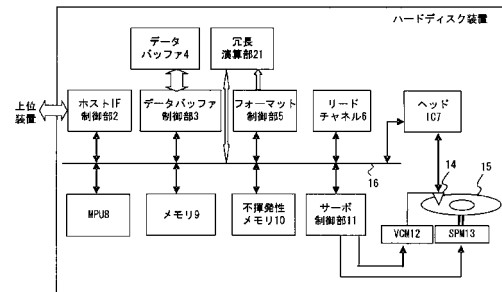 ハードディスク装置
データ
バッファ4
冗長
演算部21
上位
装置
ホストIF
制御部2
データバッファ
制御部3
フォーマット
制御部5
リード
チャネル6
ヘッド
IC7
16
14
15
MPU8
メモリ9
不揮発性
メモリ10
サーボ
制御部11
VCM12
SPM13